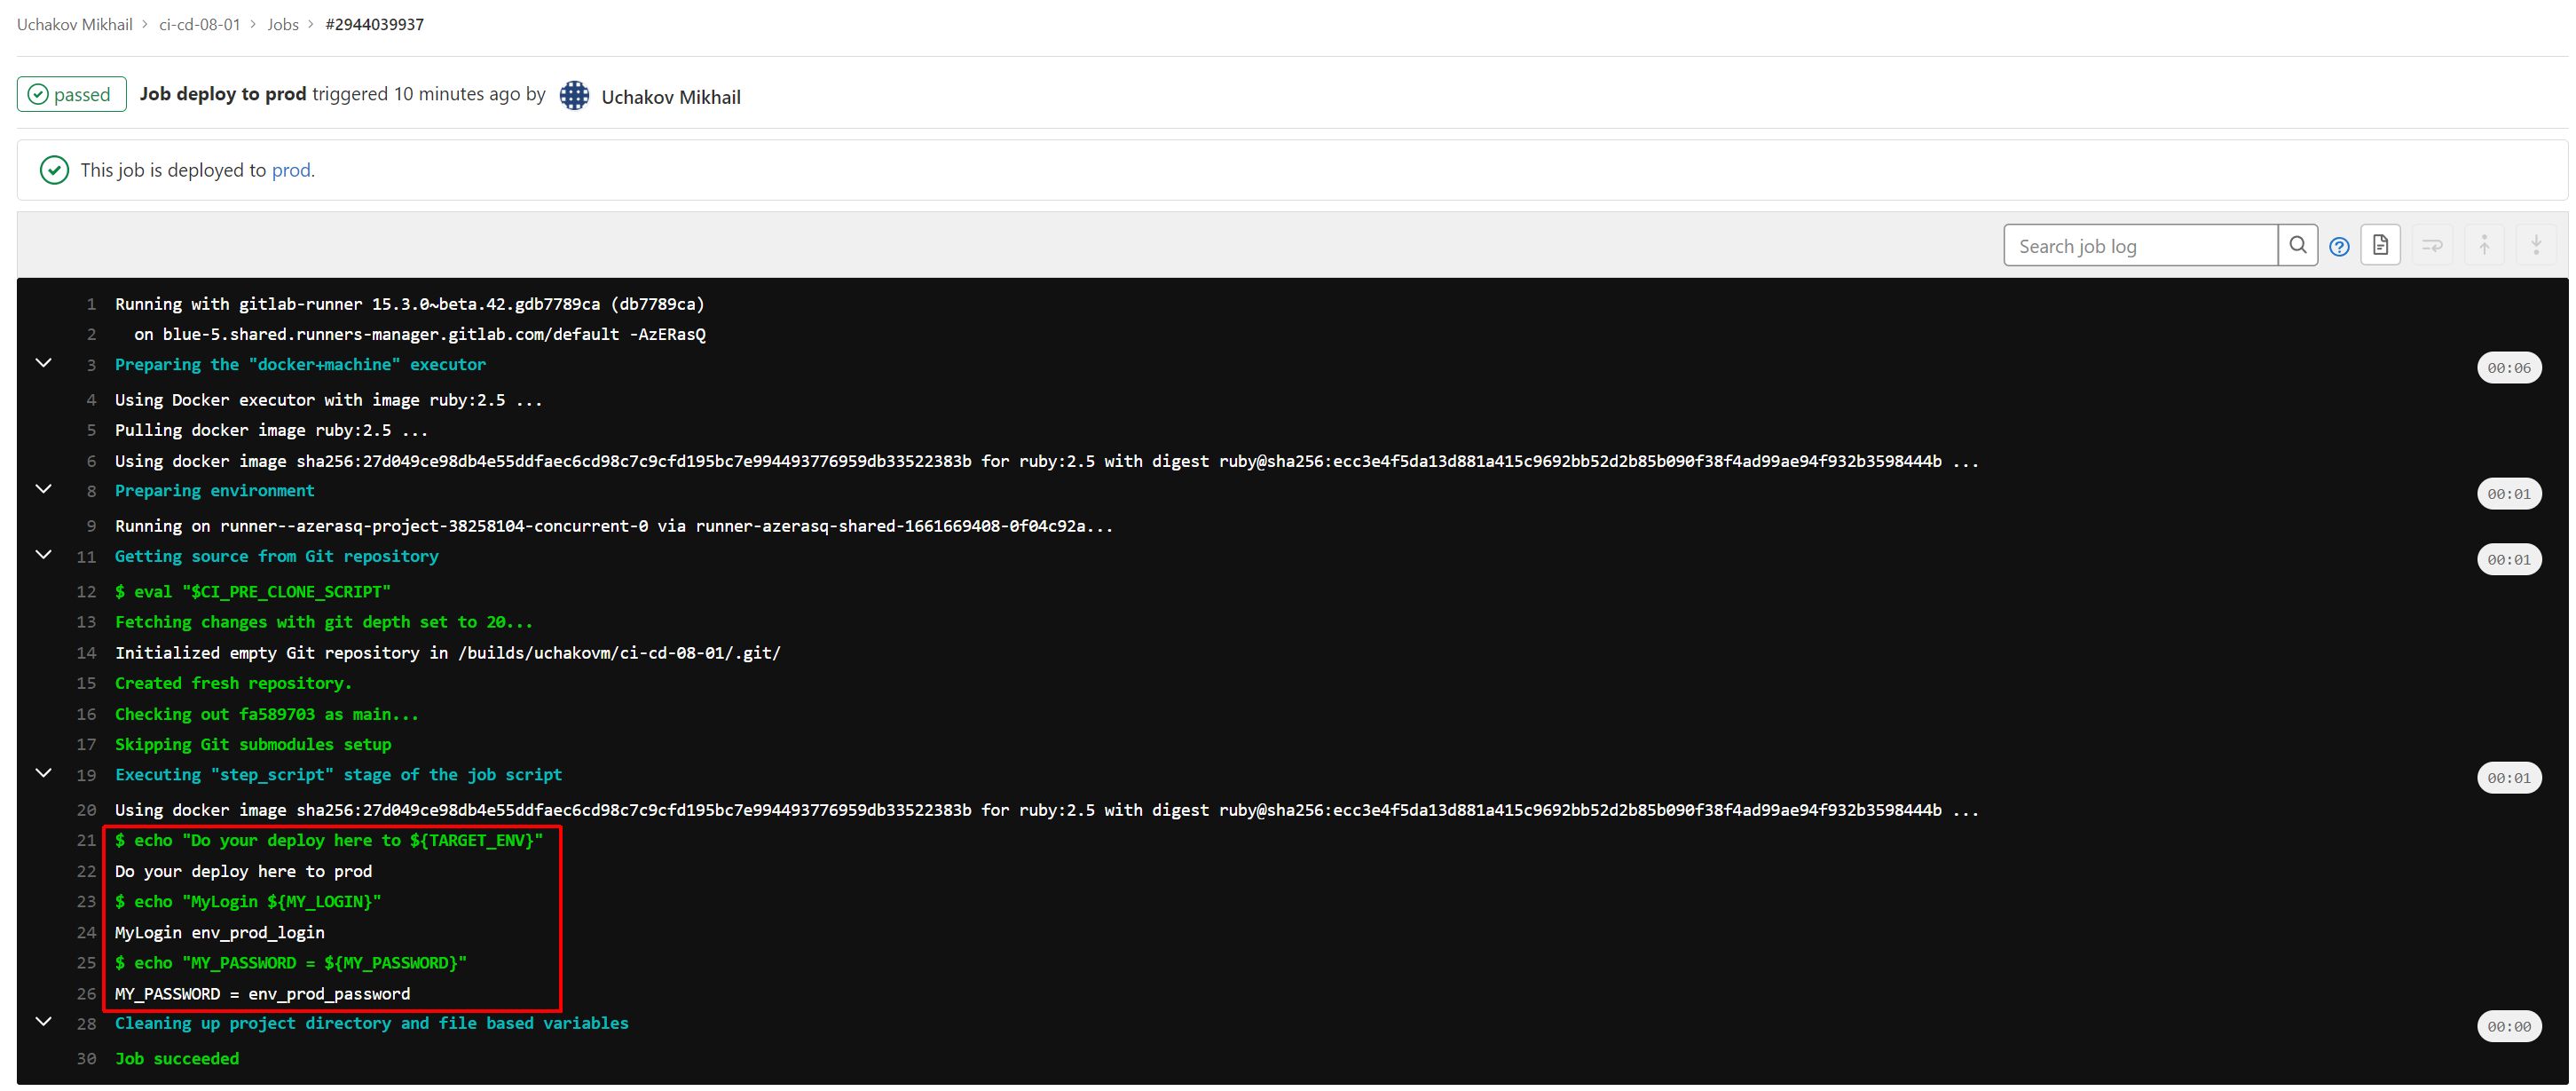 Uchakov Mikhail > ci-cd-08-01 > Jobs > #2944039937
passed Job deploy to prod triggered 10 minutes ago by Uchakov Mikhail
This job is deployed to prod.
Search job log
1 Running with gitlab-runner 15.3.0~beta.42.gdb7789ca (db7789ca)
2 on blue-5.shared.runners-manager.gitlab.com/default -AzERasQ
3 Preparing the "docker+machine" executor 00:06
4 Using Docker executor with image ruby:2.5 ...
5 Pulling docker image ruby:2.5 ...
6 Using docker image sha256:27d049ce98db4e55ddfaec6cd98c7c9cfd195bc7e994493776959db33522383b for ruby:2.5 with digest ruby@sha256:ecc3e4f5da13d881a415c9692bb52d2b85b090f38f4ad99ae94f932b3598444b ...
8 Preparing environment 00:01
9 Running on runner--azerasq-project-38258104-concurrent-0 via runner-azerasq-shared-1661669408-0f04c92a...
11 Getting source from Git repository 00:01
12 $ eval "$CI_PRE_CLONE_SCRIPT"
13 Fetching changes with git depth set to 20...
14 Initialized empty Git repository in /builds/uchakovm/ci-cd-08-01/.git/
15 Created fresh repository.
16 Checking out fa589703 as main...
17 Skipping Git submodules setup
19 Executing "step_script" stage of the job script 00:01
20 Using docker image sha256:27d049ce98db4e55ddfaec6cd98c7c9cfd195bc7e994493776959db33522383b for ruby:2.5 with digest ruby@sha256:ecc3e4f5da13d881a415c9692bb52d2b85b090f38f4ad99ae94f932b3598444b ...
21 $ echo "Do your deploy here to ${TARGET_ENV}"
22 Do your deploy here to prod
23 $ echo "MyLogin ${MY_LOGIN}"
24 MyLogin env_prod_login
25 $ echo "MY_PASSWORD = ${MY_PASSWORD}"
26 MY_PASSWORD = env_prod_password
28 Cleaning up project directory and file based variables 00:00
30 Job succeeded